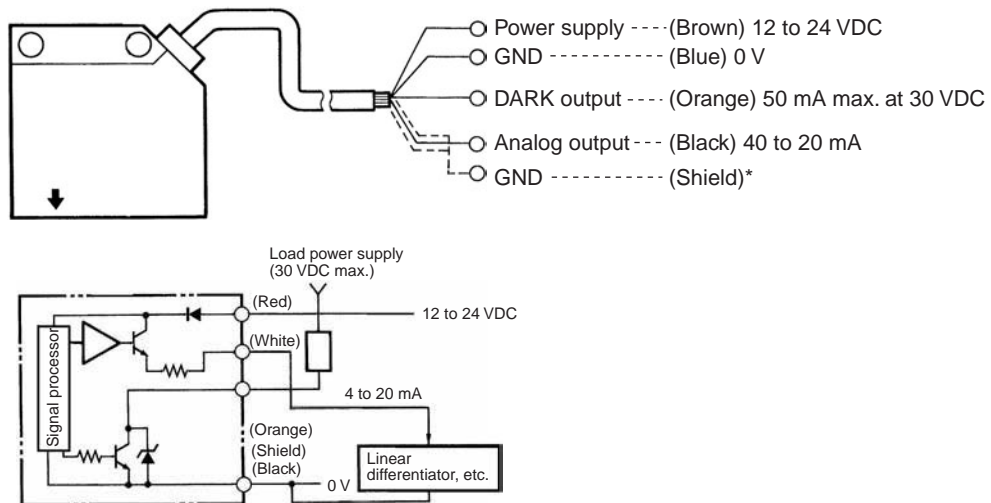 Power supply ---- (Brown) 12 to 24 VDC
GND ------------- (Blue) 0 V
DARK output ---- (Orange) 50 mA max. at 30 VDC
Analog output --- (Black) 40 to 20 mA
GND ------------- (Shield)*
Load power supply
(30 VDC max.)
(Red)
12 to 24 VDC
(White)
Signal processor
4 to 20 mA
(Orange)
(Shield)
(Black)
Linear
differentiator, etc.
0 V